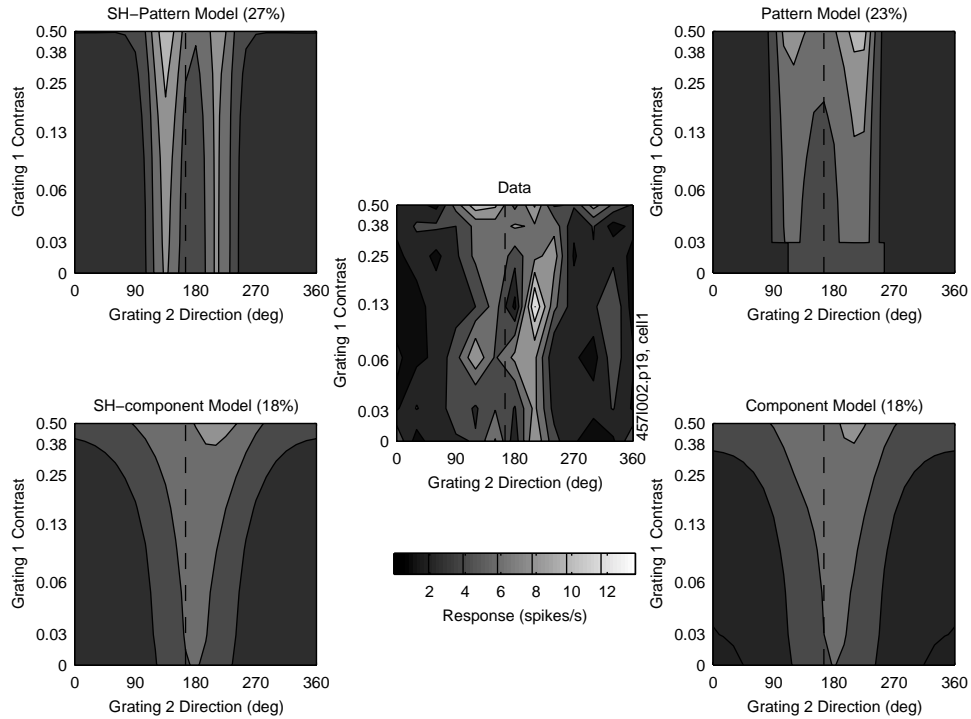 SH-Pattern Model (27%)
0.50
0.38
0.25
0.13
0.06
0.03
0
Grating 1 Contrast
0 90 180 270 360
Grating 2 Direction (deg)
Pattern Model (23%)
0.50
0.38
0.25
0.13
0.06
0.03
0
Grating 1 Contrast
0 90 180 270 360
Grating 2 Direction (deg)
Data
0.50
0.38
0.25
0.13
0.06
0.03
0
Grating 1 Contrast
0 90 180 270 360
Grating 2 Direction (deg)
457l002.p19, cell1
SH-component Model (18%)
0.50
0.38
0.25
0.13
0.06
0.03
0
Grating 1 Contrast
0 90 180 270 360
Grating 2 Direction (deg)
2 4 6 8 10 12
Response (spikes/s)
Component Model (18%)
0.50
0.38
0.25
0.13
0.06
0.03
0
Grating 1 Contrast
0 90 180 270 360
Grating 2 Direction (deg)